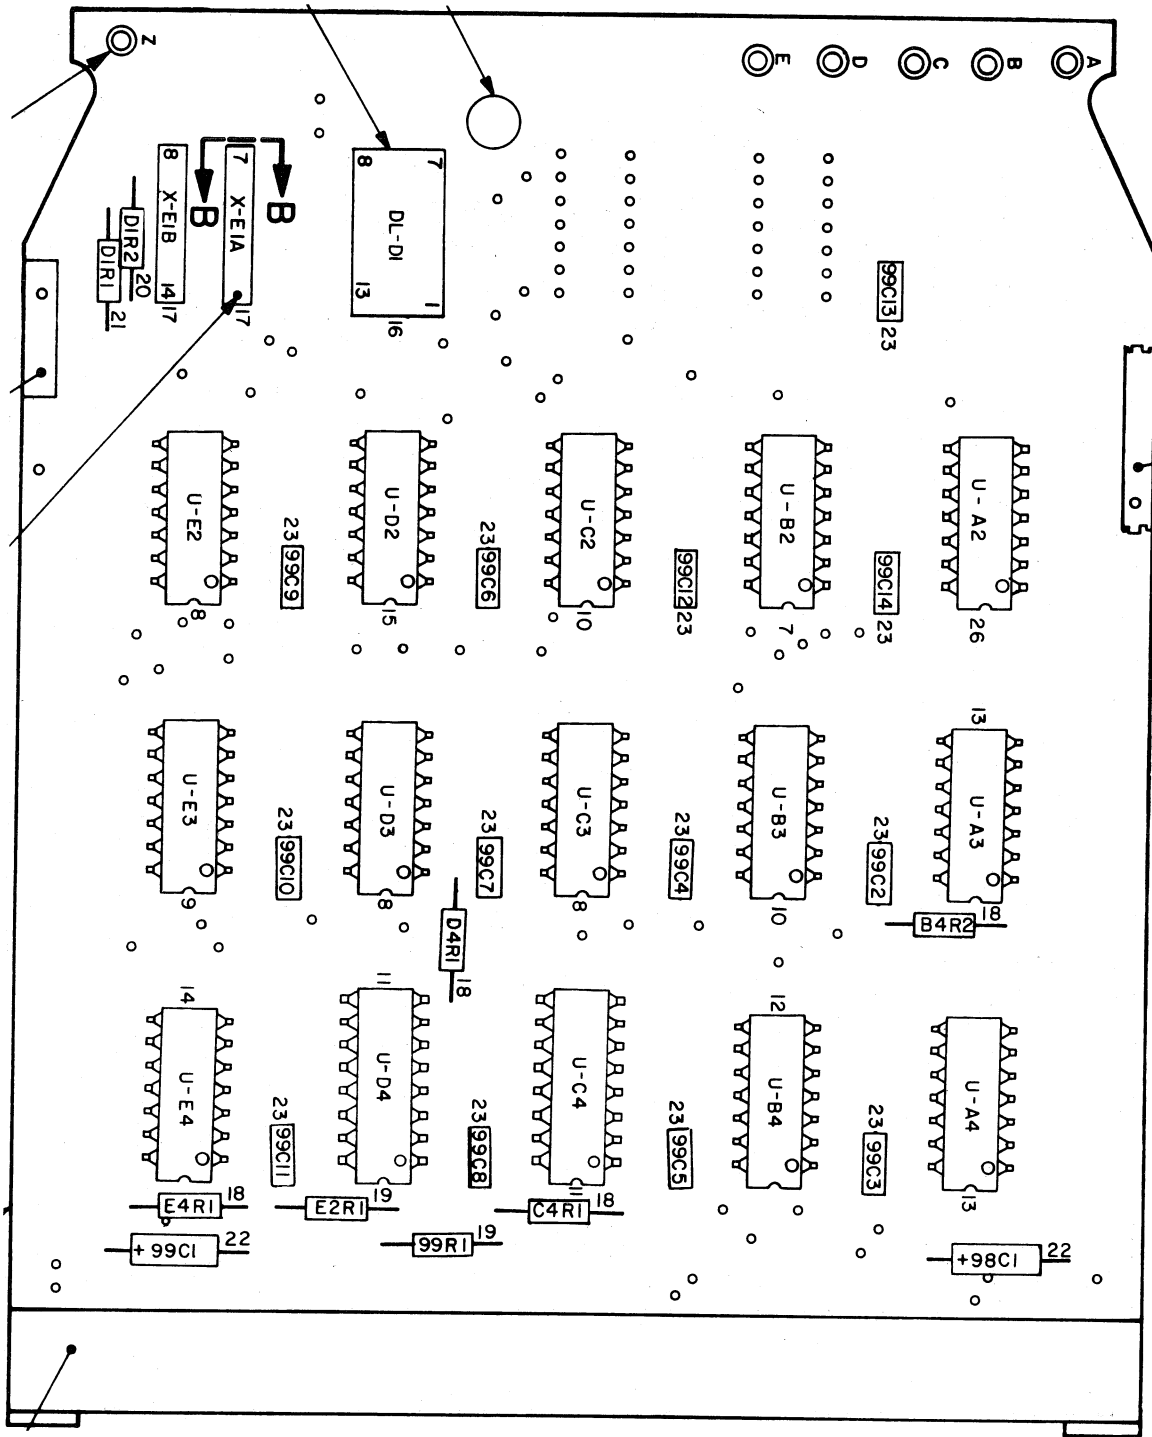 Z
E
D
C
B
A
8 X-E1B 14
17
7 X-E1A
17
B
B
D1R2
20
D1R1
21
8
7
DL-D1
13
1
16
99C13
23
U-E2
8
23
99C9
U-D2
15
23
99C6
U-C2
10
99C12
23
U-B2
7
99C14
23
U-A2
26
U-E3
9
23
99C10
U-D3
8
23
99C7
U-C3
8
23
99C4
U-B3
10
23
99C2
13
U-A3
B4R2
18
D4R1
18
14
U-E4
23
99C11
11
U-D4
23
99C8
U-C4
11
23
99C5
12
U-B4
23
99C3
U-A4
13
E4R1
18
E2R1
19
C4R1
18
+ 99C1
22
99R1
19
+98C1
22